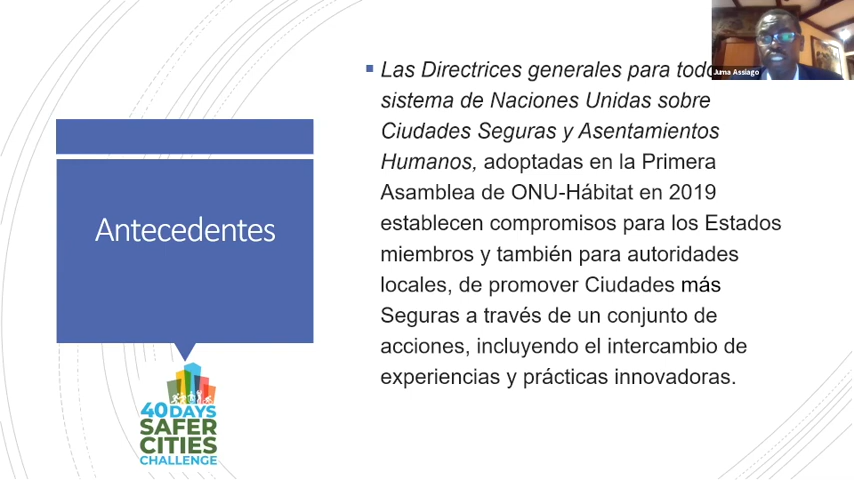 Las Directrices generales para todo
sistema de Naciones Unidas sobre
Ciudades Seguras y Asentamientos
Humanos, adoptadas en la Primera
Asamblea de ONU-Hábitat en 2019
establecen compromisos para los Estados
miembros y también para autoridades
locales, de promover Ciudades más
Seguras a través de un conjunto de
acciones, incluyendo el intercambio de
experiencias y prácticas innovadoras.
Juma Assiago
Antecedentes
40DAYS
SAFER
CITIES
CHALLENGE